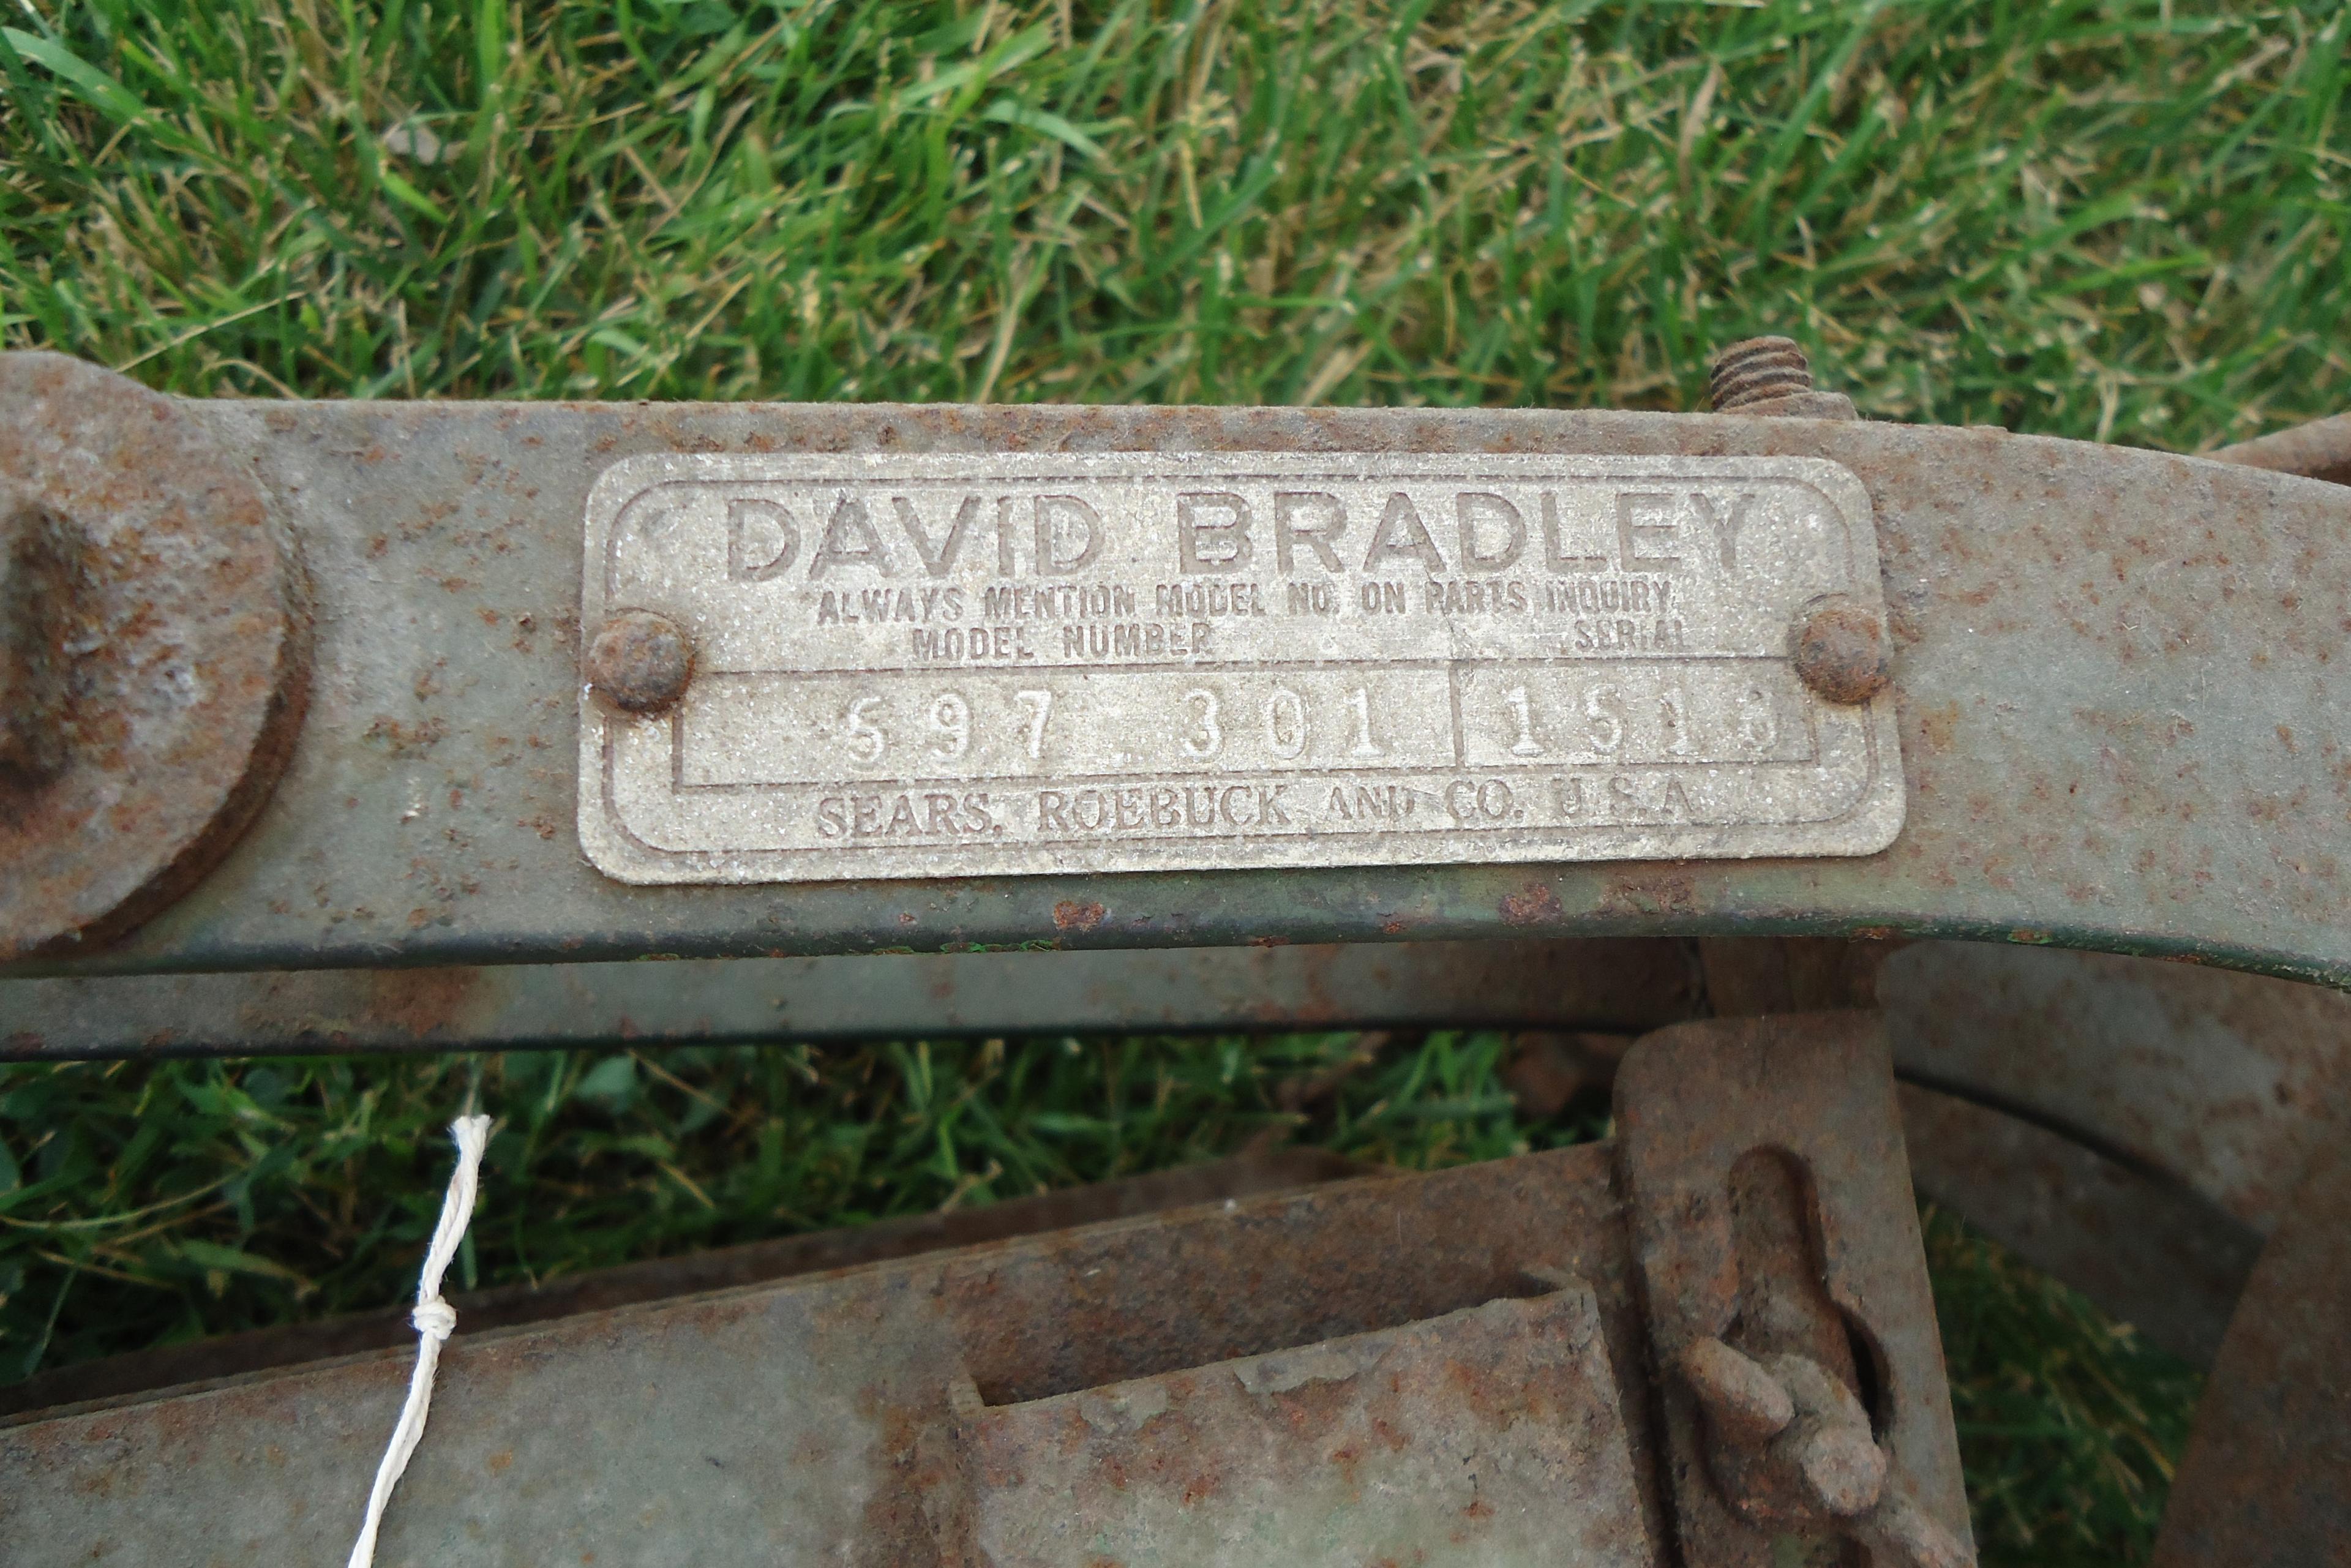 DAVID BRADLEY
ALWAYS MENTION MODEL NO. ON PARTS INQUIRY
MODEL NUMBER SERIAL
697.301
SEARS, ROEBUCK AND CO. U.S.A.